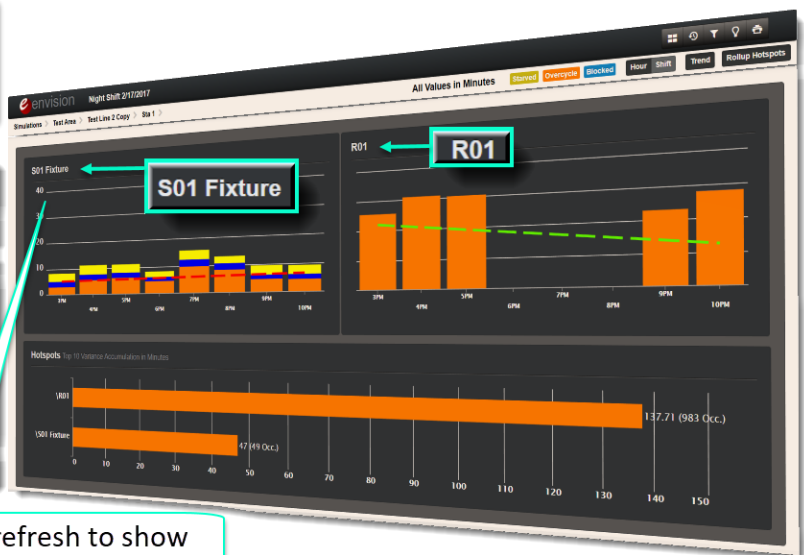 envision Night Shift 2/17/2017
All Values in Minutes Starved Overcycle Blocked Hour Shift Trend Rollup Hotspots
Simulations > Test Area > Test Line 2 Copy > Sta 1 >
S01 Fixture
S01 Fixture
40
30
20
10
0
3PM 4PM 5PM 6PM 7PM 8PM 9PM 10PM
R01
R01
3PM 4PM 5PM 6PM 7PM 8PM 9PM 10PM
Hotspots Top 10 Variance Accumulation in Minutes
\R01
137.71 (983 Occ.)
\S01 Fixture
47 (49 Occ.)
0 10 20 30 40 50 60 70 80 90 100 110 120 130 140 150
refresh to show